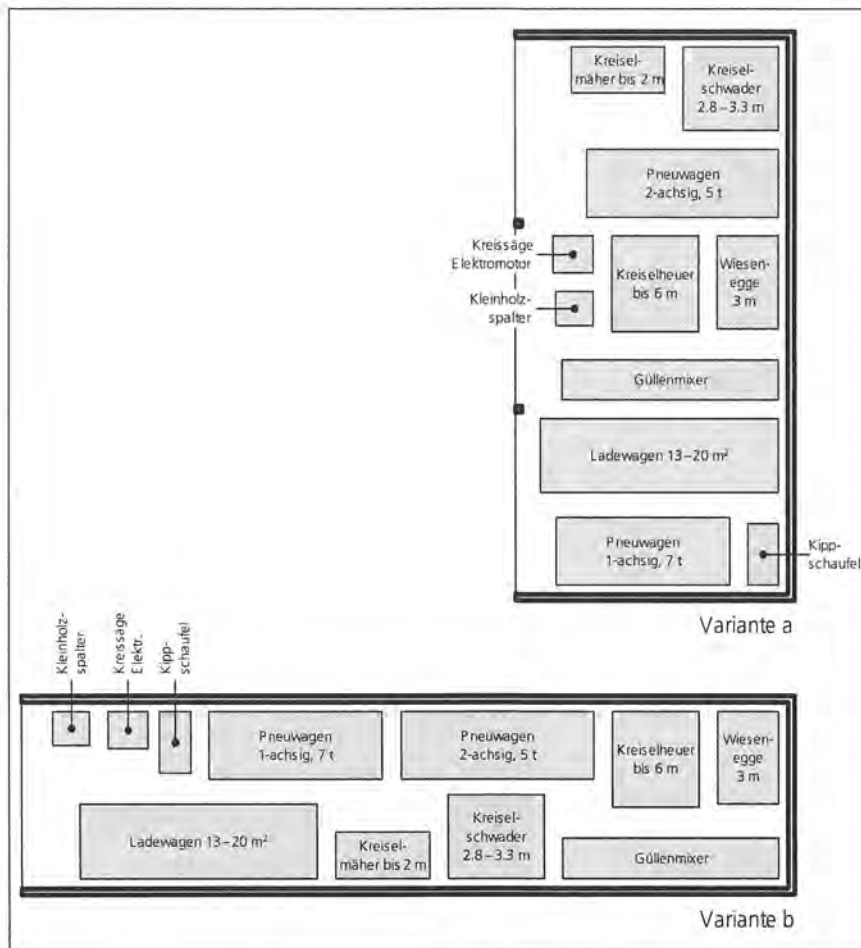 Kreisel-
mäher bis 2 m
Kreisel-
schwader
2.8–3.3 m
Pneuwagen
2-achsig, 5 t
Kreissäge
Elektromotor
Kleinholz-
spalter
Kreiselheuer
bis 6 m
Wiesen-
egge
3 m
Güllenmixer
Ladewagen 13–20 m²
Pneuwagen
1-achsig, 7 t
Kipp-
schaufel
Variante a
Kleinholz-
spalter
Kreissäge
Elektr.
Kipp-
schaufel
Pneuwagen
1-achsig, 7 t
Pneuwagen
2-achsig, 5 t
Kreiselheuer
bis 6 m
Wiesen-
egge
3 m
Ladewagen 13–20 m²
Kreisel-
mäher bis 2 m
Kreisel-
schwader
2.8–3.3 m
Güllenmixer
Variante b